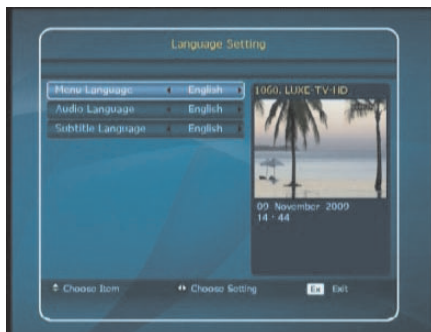 Language Setting
Menu Language English
Audio Language English
Subtitle Language English
1060. LUXE-TV-HD
09 November 2009
14 : 44
Choose Item Choose Setting Ex Exit